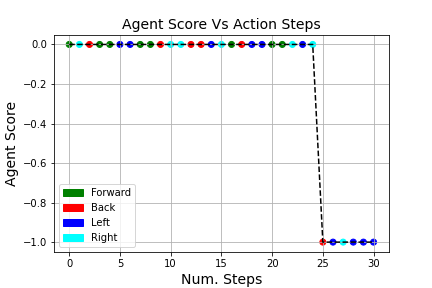 Agent Score Vs Action Steps
Agent Score
0.0
−0.2
−0.4
−0.6
−0.8
−1.0
Forward
Back
Left
Right
0 5 10 15 20 25 30
Num. Steps